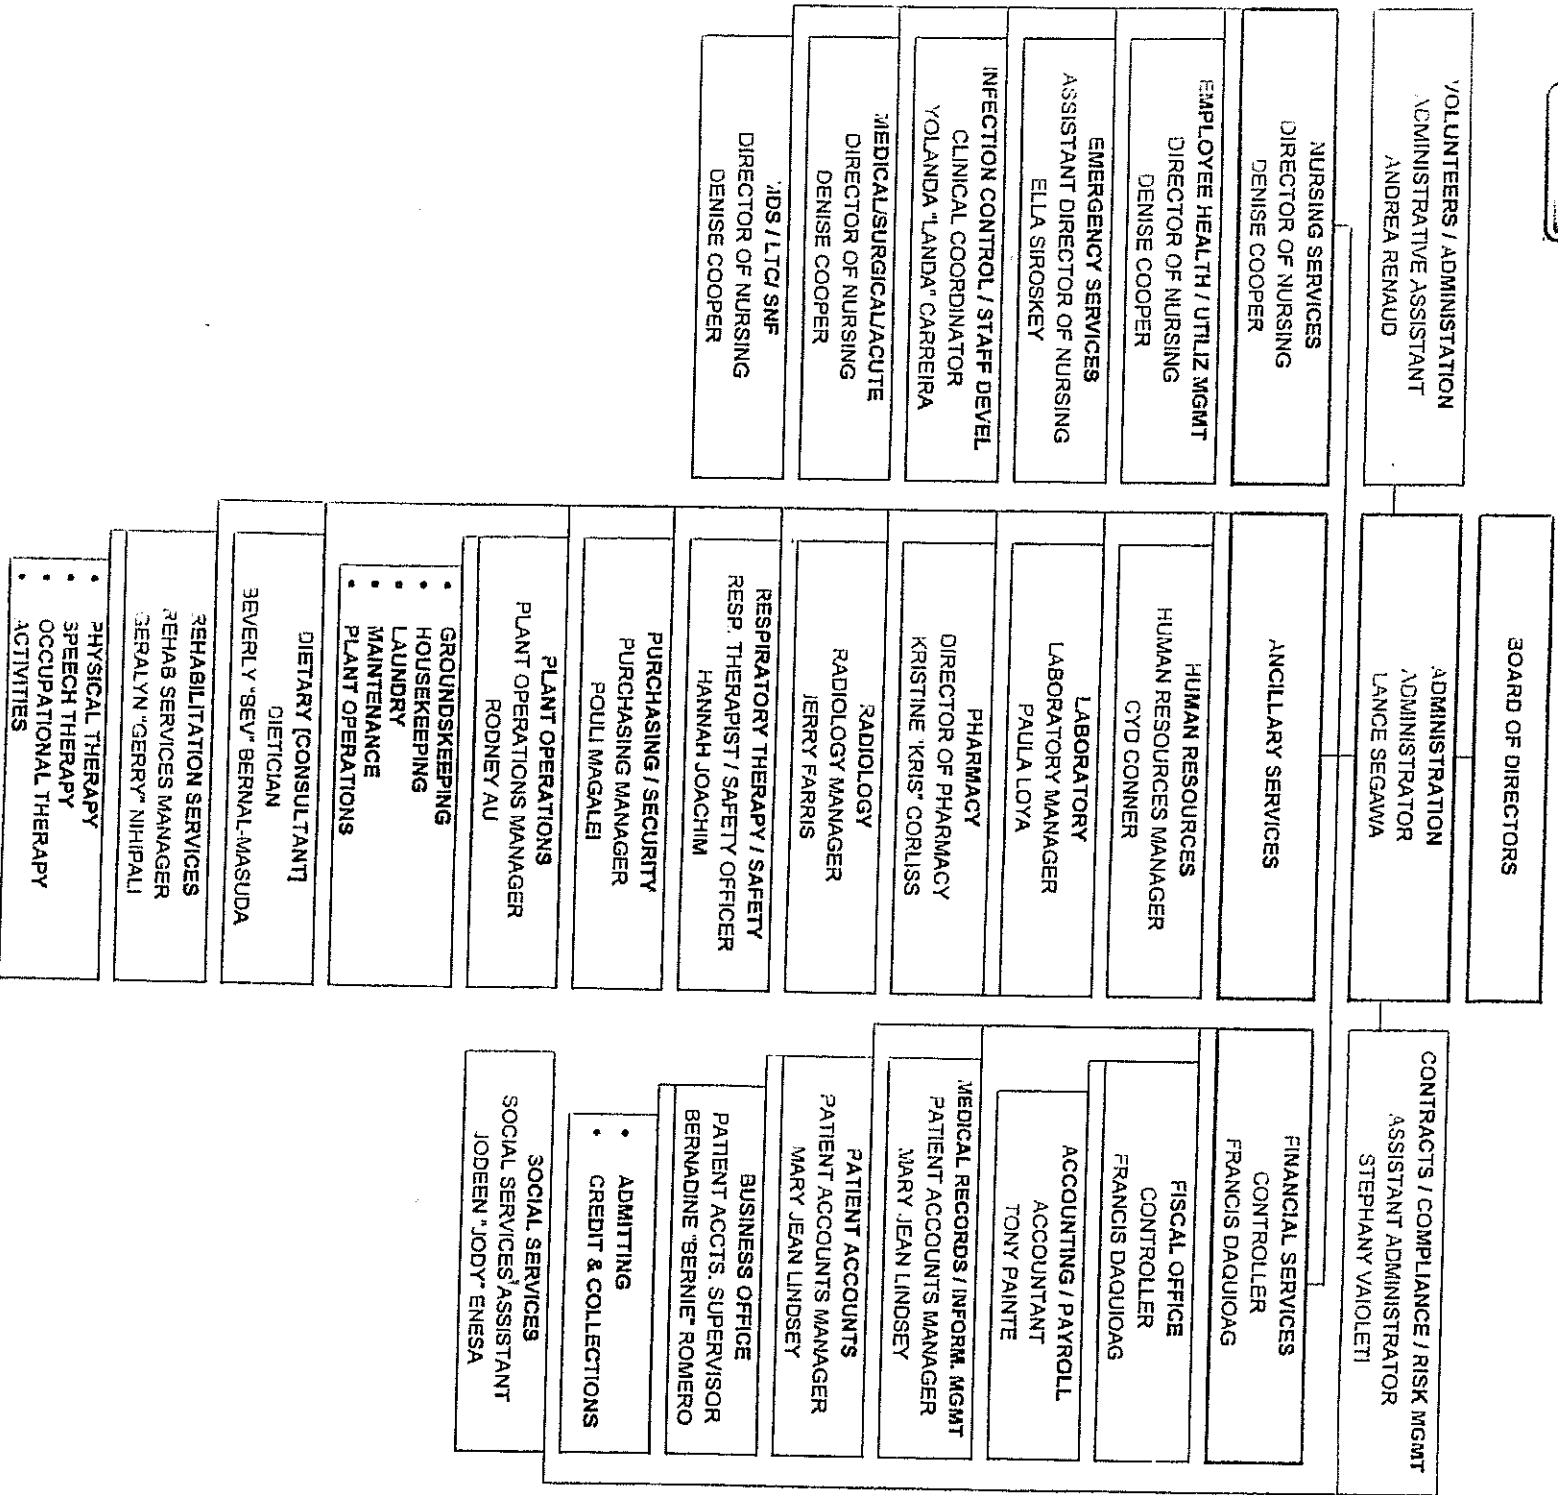 BOARD OF DIRECTORS
ADMINISTRATION
ADMINISTRATOR
LANCE SEGAWA
VOLUNTEERS / ADMINISTATION
ADMINISTRATIVE ASSISTANT
ANDREA RENAUD
CONTRACTS / COMPLIANCE / RISK MGMT
ASSISTANT ADMINISTRATOR
STEPHANY VAIOLETI
NURSING SERVICES
DIRECTOR OF NURSING
DENISE COOPER
EMPLOYEE HEALTH / UTILIZ MGMT
DIRECTOR OF NURSING
DENISE COOPER
EMERGENCY SERVICES
ASSISTANT DIRECTOR OF NURSING
ELLA SIROSKEY
INFECTION CONTROL / STAFF DEVEL
CLINICAL COORDINATOR
YOLANDA "LANDA" CARREIRA
MEDICAL/SURGICAL/ACUTE
DIRECTOR OF NURSING
DENISE COOPER
MDS / LTC/ SNF
DIRECTOR OF NURSING
DENISE COOPER
ANCILLARY SERVICES
HUMAN RESOURCES
HUMAN RESOURCES MANAGER
CYD CONNER
LABORATORY
LABORATORY MANAGER
PAULA LOYA
PHARMACY
DIRECTOR OF PHARMACY
KRISTINE "KRIS" CORLISS
RADIOLOGY
RADIOLOGY MANAGER
JERRY FARRIS
RESPIRATORY THERAPY / SAFETY
RESP. THERAPIST / SAFETY OFFICER
HANNAH JOACHIM
PURCHASING / SECURITY
PURCHASING MANAGER
POULI MAGALEI
PLANT OPERATIONS
PLANT OPERATIONS MANAGER
RODNEY AU
• GROUNDSKEEPING
• HOUSEKEEPING
• LAUNDRY
• MAINTENANCE
• PLANT OPERATIONS
DIETARY [CONSULTANT]
DIETICIAN
BEVERLY "BEV" BERNAL-MASUDA
REHABILITATION SERVICES
REHAB SERVICES MANAGER
GERALYN "GERRY" NIHIPALI
• PHYSICAL THERAPY
• SPEECH THERAPY
• OCCUPATIONAL THERAPY
• ACTIVITIES
FINANCIAL SERVICES
CONTROLLER
FRANCIS DAQUIOAG
FISCAL OFFICE
CONTROLLER
FRANCIS DAQUIOAG
ACCOUNTING / PAYROLL
ACCOUNTANT
TONY PAINTE
MEDICAL RECORDS / INFORM. MGMT
PATIENT ACCOUNTS MANAGER
MARY JEAN LINDSEY
PATIENT ACCOUNTS
PATIENT ACCOUNTS MANAGER
MARY JEAN LINDSEY
BUSINESS OFFICE
PATIENT ACCTS. SUPERVISOR
BERNADINE "BERNIE" ROMERO
• ADMITTING
• CREDIT & COLLECTIONS
SOCIAL SERVICES
SOCIAL SERVICES ASSISTANT
JODEEN "JODY" ENESA